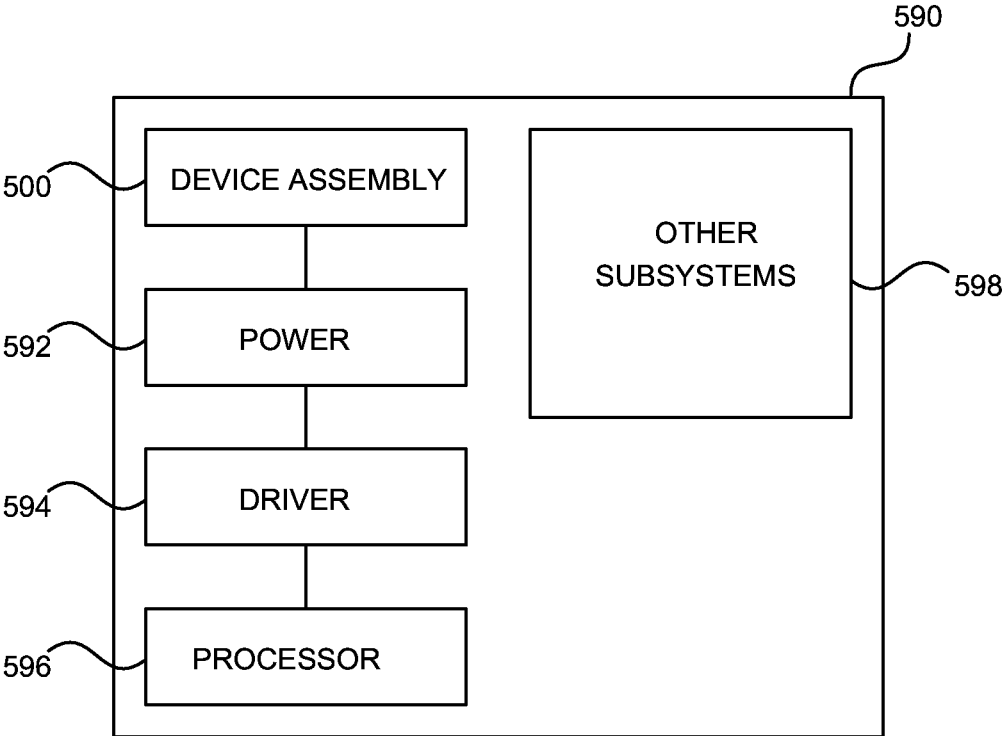 590
500
DEVICE ASSEMBLY
OTHER
SUBSYSTEMS
598
592
POWER
594
DRIVER
596
PROCESSOR